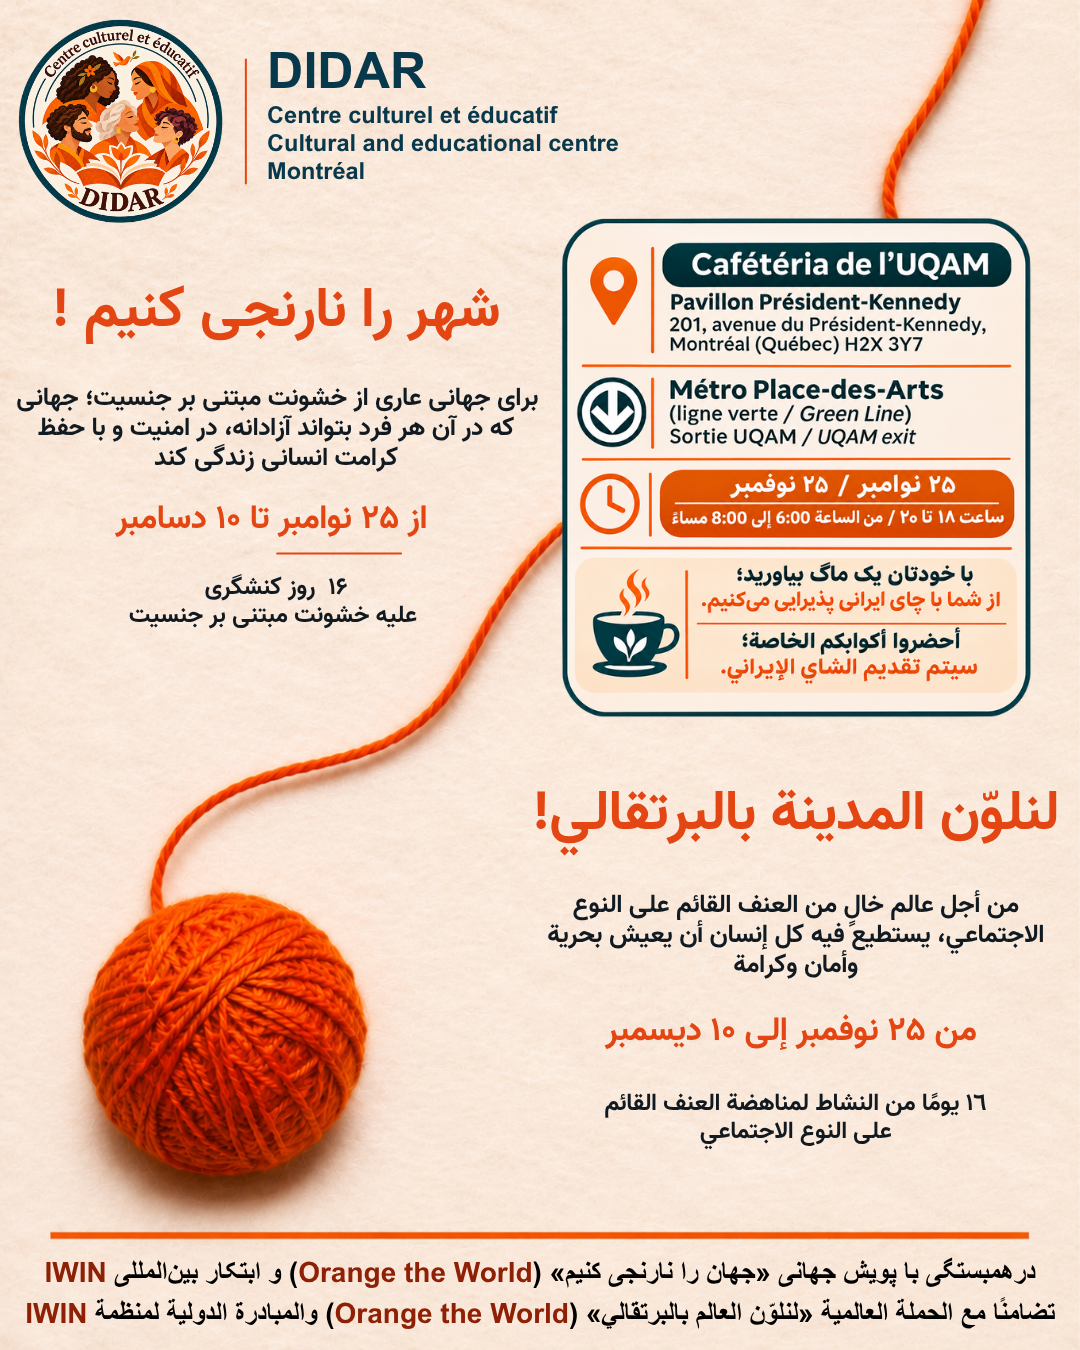 Centre culturel et éducatif
DIDAR
DIDAR
Centre culturel et éducatif
Cultural and educational centre
Montréal
شهر را نارنجی کنیم !
برای جهانی عاری از خشونت مبتنی بر جنسیت؛ جهانی
که در آن هر فرد بتواند آزادانه، در امنیت و با حفظ
کرامت انسانی زندگی کند
از ۲۵ نوامبر تا ۱۰ دسامبر
۱۶ روز کنشگری
علیه خشونت مبتنی بر جنسیت
Cafétéria de l’UQAM
Pavillon Président-Kennedy
201, avenue du Président-Kennedy,
Montréal (Québec) H2X 3Y7
Métro Place-des-Arts
(ligne verte / Green Line)
Sortie UQAM / UQAM exit
۲۵ نوامبر / ۲۵ نوفمبر
ساعت ۱۸ تا ۲۰ / من الساعة 6:00 إلى 8:00 مساءً
با خودتان یک ماگ بیاورید؛
از شما با چای ایرانی پذیرایی می‌کنیم.
أحضروا أكوابكم الخاصة؛
سيتم تقديم الشاي الإيراني.
لنلوّن المدينة بالبرتقالي!
من أجل عالم خالٍ من العنف القائم على النوع
الاجتماعي، يستطيع فيه كل إنسان أن يعيش بحرية
وأمان وكرامة
من ۲۵ نوفمبر إلى ۱۰ ديسمبر
١٦ يومًا من النشاط لمناهضة العنف القائم
على النوع الاجتماعي
درهمبستگی با پویش جهانی «جهان را نارنجی کنیم» (Orange the World) و ابتکار بین‌المللی IWIN
تضامنًا مع الحملة العالمية «لنلوّن العالم بالبرتقالي» (Orange the World) والمبادرة الدولية لمنظمة IWIN